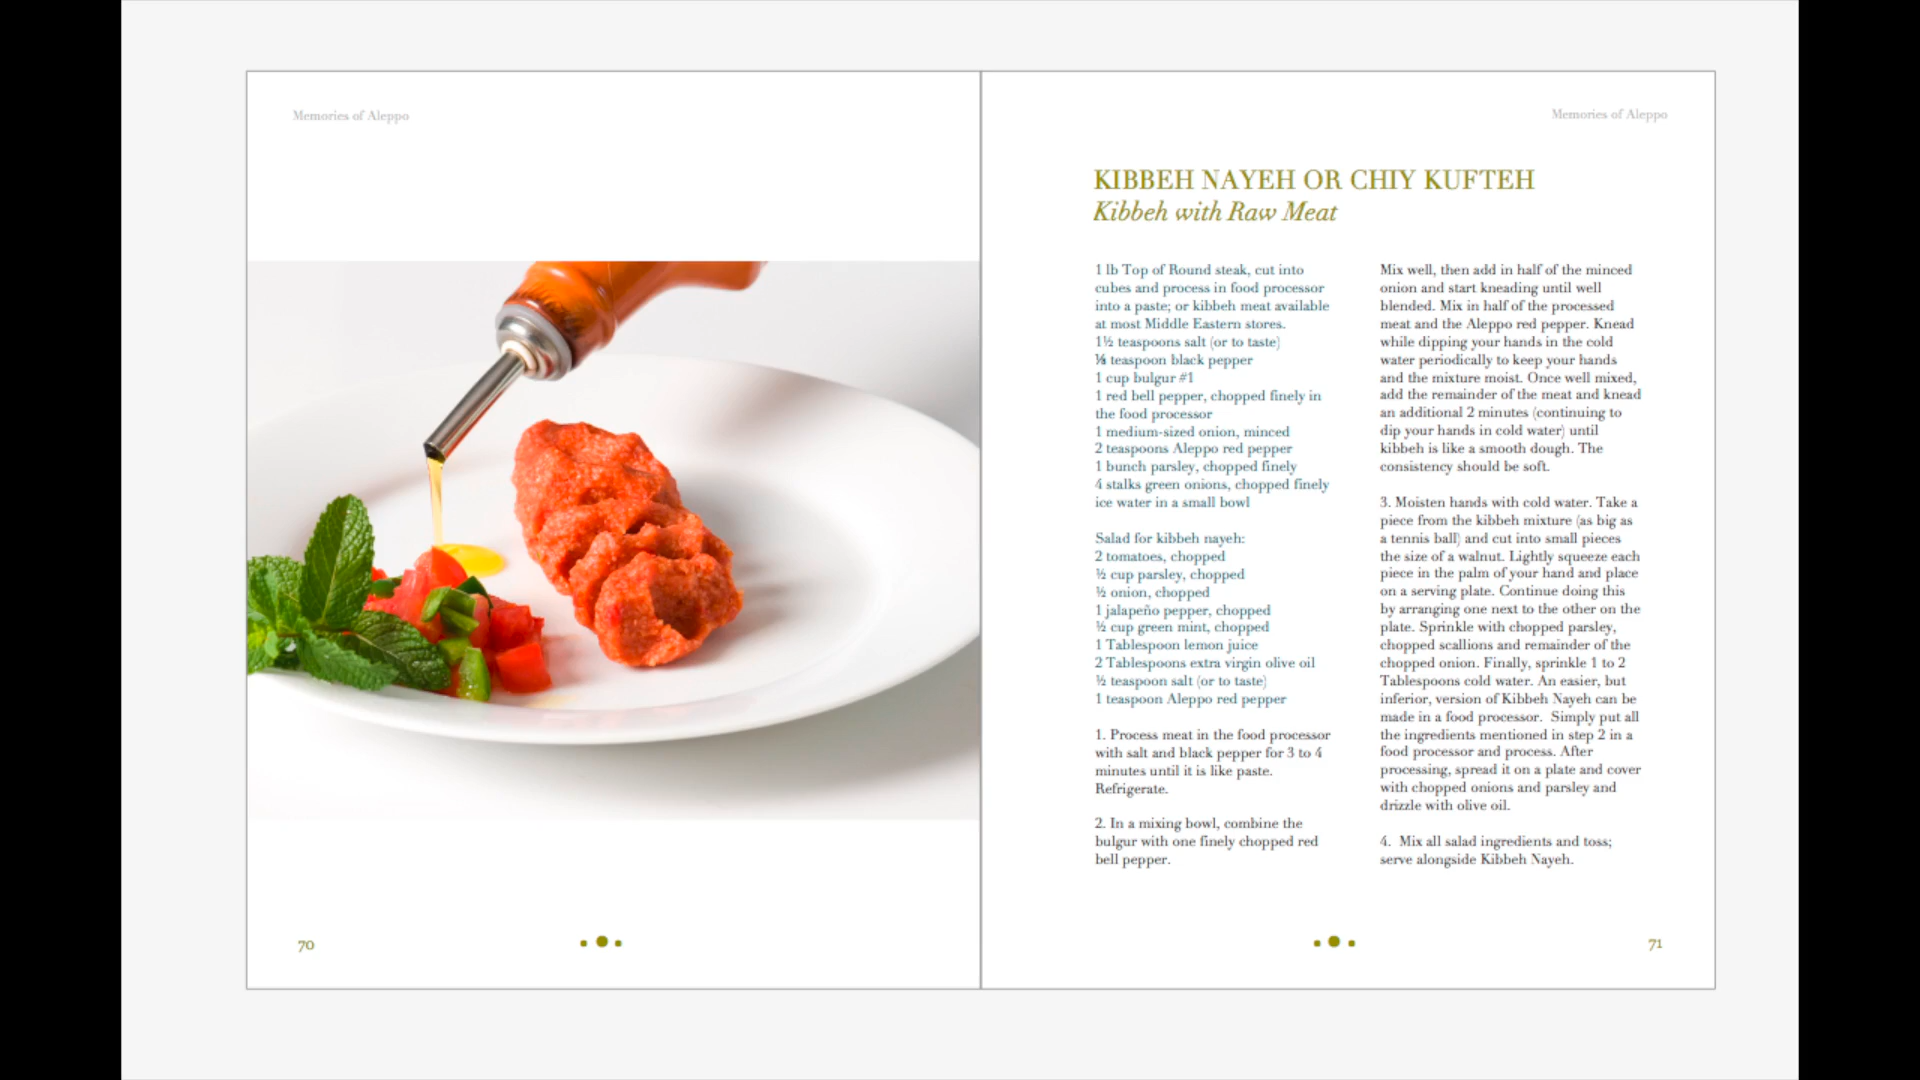 Memories of Aleppo
70
Memories of Aleppo
KIBBEH NAYEH OR CHIY KUFTEH
Kibbeh with Raw Meat
1 lb Top of Round steak, cut into
cubes and process in food processor
into a paste; or kibbeh meat available
at most Middle Eastern stores.
1½ teaspoons salt (or to taste)
teaspoon black pepper
1 cup bulgur #1
1 red bell pepper, chopped finely in
the food processor
1 medium-sized onion, minced
2 teaspoons Aleppo red pepper
1 bunch parsley, chopped finely
4 stalks green onions, chopped finely
ice water in a small bowl
Salad for kibbeh nayeh:
2 tomatoes, chopped
½ cup parsley, chopped
½ onion, chopped
1 jalapeño pepper, chopped
½ cup green mint, chopped
1 Tablespoon lemon juice
2 Tablespoons extra virgin olive oil
½ teaspoon salt (or to taste)
1 teaspoon Aleppo red pepper
1. Process meat in the food processor
with salt and black pepper for 3 to 4
minutes until it is like paste.
Refrigerate.
2. In a mixing bowl, combine the
bulgur with one finely chopped red
bell pepper.
Mix well, then add in half of the minced
onion and start kneading until well
blended. Mix in half of the processed
meat and the Aleppo red pepper. Knead
while dipping your hands in the cold
water periodically to keep your hands
and the mixture moist. Once well mixed,
add the remainder of the meat and knead
an additional 2 minutes (continuing to
dip your hands in cold water) until
kibbeh is like a smooth dough. The
consistency should be soft.
3. Moisten hands with cold water. Take a
piece from the kibbeh mixture (as big as
a tennis ball) and cut into small pieces
the size of a walnut. Lightly squeeze each
piece in the palm of your hand and place
on a serving plate. Continue doing this
by arranging one next to the other on the
plate. Sprinkle with chopped parsley,
chopped scallions and remainder of the
chopped onion. Finally, sprinkle 1 to 2
Tablespoons cold water. An easier, but
inferior, version of Kibbeh Nayeh can be
made in a food processor. Simply put all
the ingredients mentioned in step 2 in a
food processor and process. After
processing, spread it on a plate and cover
with chopped onions and parsley and
drizzle with olive oil.
4. Mix all salad ingredients and toss;
serve alongside Kibbeh Nayeh.
71